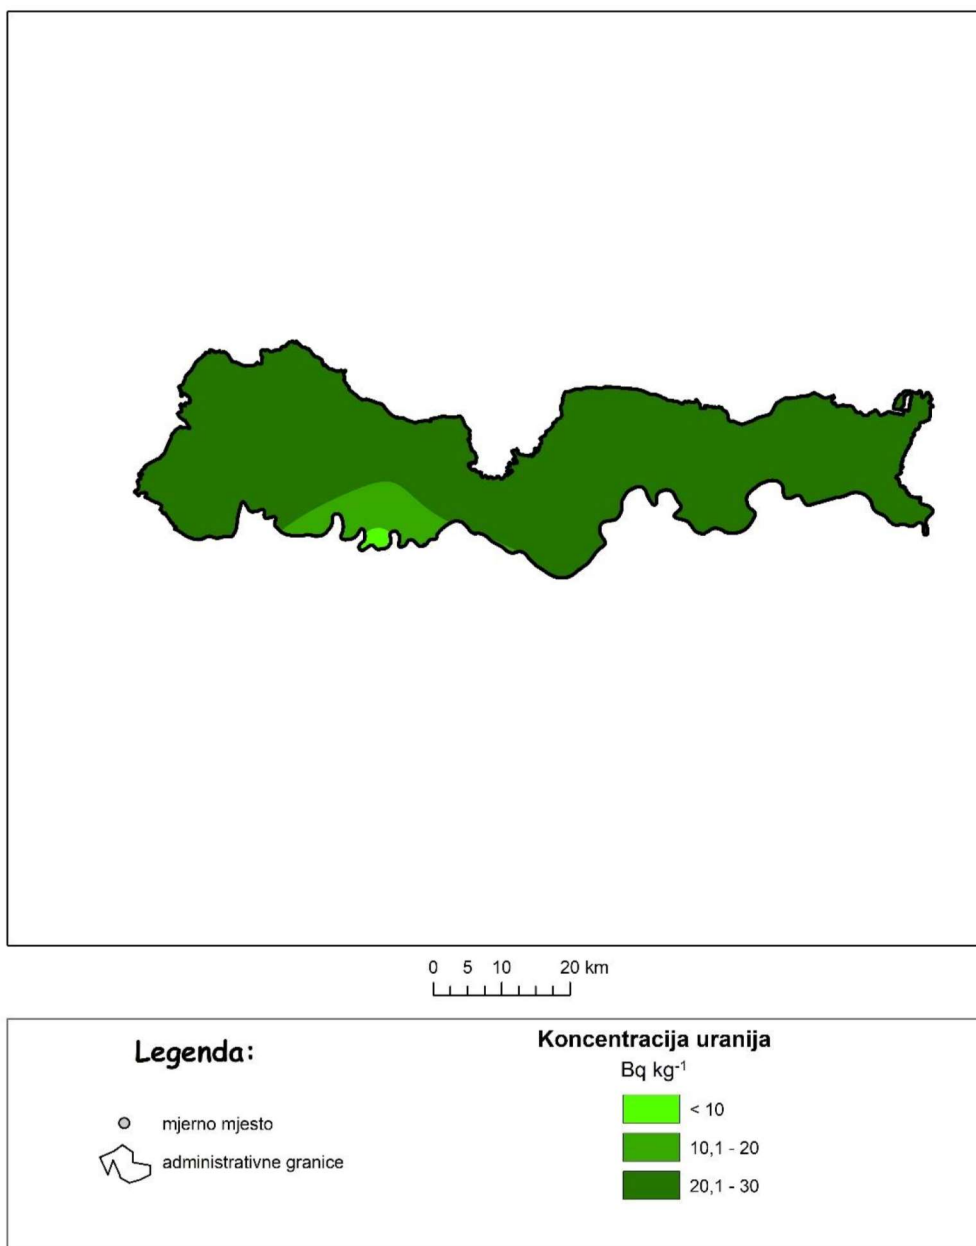 0 5 10 20 km
Legenda:
mjerno mjesto
administrativne granice
Koncentracija uranija
Bq kg⁻¹
< 10
10,1 - 20
20,1 - 30